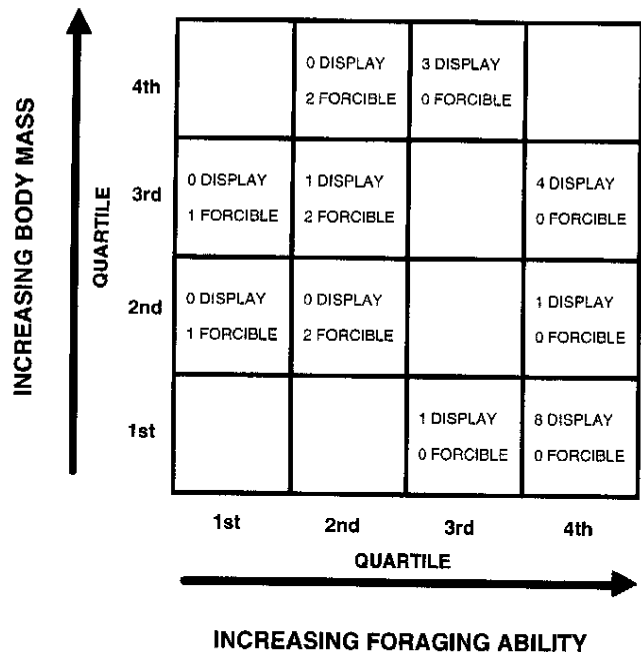 INCREASING BODY MASS
QUARTILE
4th
0 DISPLAY
2 FORCIBLE
3 DISPLAY
0 FORCIBLE
3rd
0 DISPLAY
1 FORCIBLE
1 DISPLAY
2 FORCIBLE
4 DISPLAY
0 FORCIBLE
2nd
0 DISPLAY
1 FORCIBLE
0 DISPLAY
2 FORCIBLE
1 DISPLAY
0 FORCIBLE
1st
1 DISPLAY
0 FORCIBLE
8 DISPLAY
0 FORCIBLE
1st 2nd 3rd 4th
QUARTILE
INCREASING FORAGING ABILITY